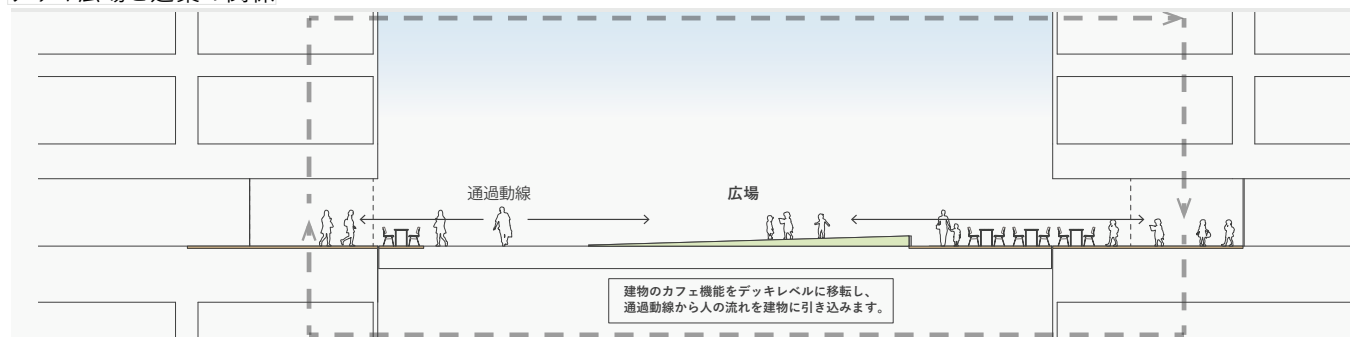 通過動線
広場
建物のカフェ機能をデッキレベルに移転し、
通過動線から人の流れを建物に引き込みます。